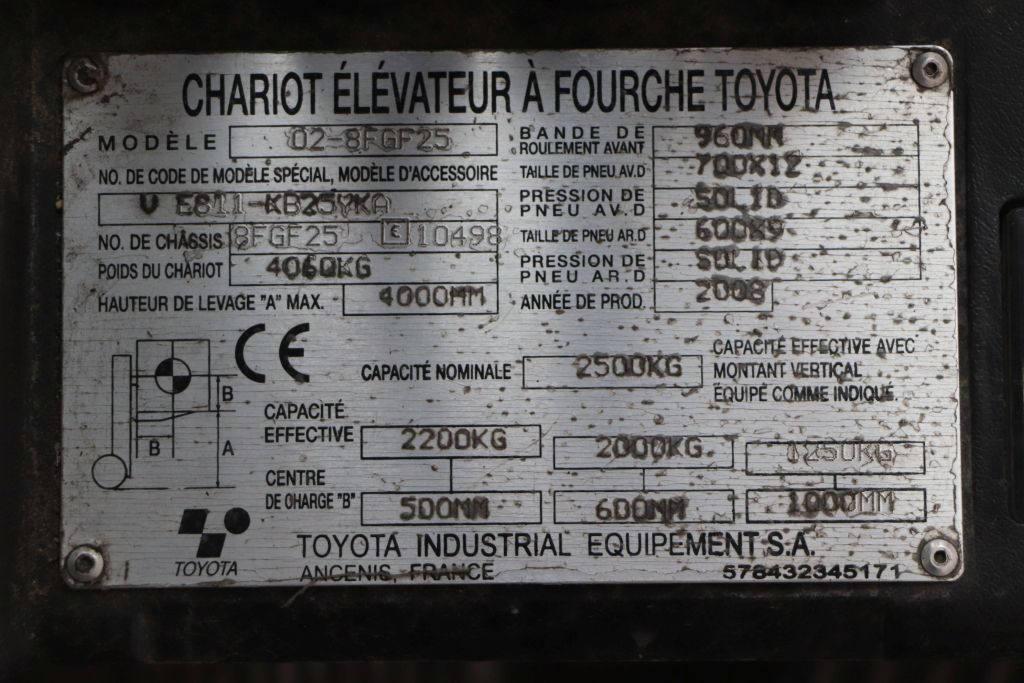 CHARIOT ÉLÉVATEUR À FOURCHE TOYOTA
MODÈLE 02-8FGF25
NO. DE CODE DE MODÈLE SPÉCIAL, MODÈLE D'ACCESSOIRE
V E811-KB25YKA
NO. DE CHÂSSIS 8FGF25 E 10498
POIDS DU CHARIOT 4060KG
HAUTEUR DE LEVAGE "A" MAX. 4000MM
BANDE DE ROULEMENT AVANT 960MM
TAILLE DE PNEU AV.D 700X12
PRESSION DE PNEU AV.D SOLID
TAILLE DE PNEU AR.D 600X9
PRESSION DE PNEU AR.D SOLID
ANNÉE DE PROD. 2008
CE
CAPACITÉ NOMINALE 2500KG
CAPACITÉ EFFECTIVE AVEC
MONTANT VERTICAL
ÉQUIPÉ COMME INDIQUÉ
B
B A
CAPACITÉ
EFFECTIVE 2200KG 2000KG 1250KG
CENTRE
DE CHARGE "B" 500MM 600MM 1000MM
TOYOTA
TOYOTA INDUSTRIAL EQUIPEMENT S.A.
ANCENIS, FRANCE 578432345171